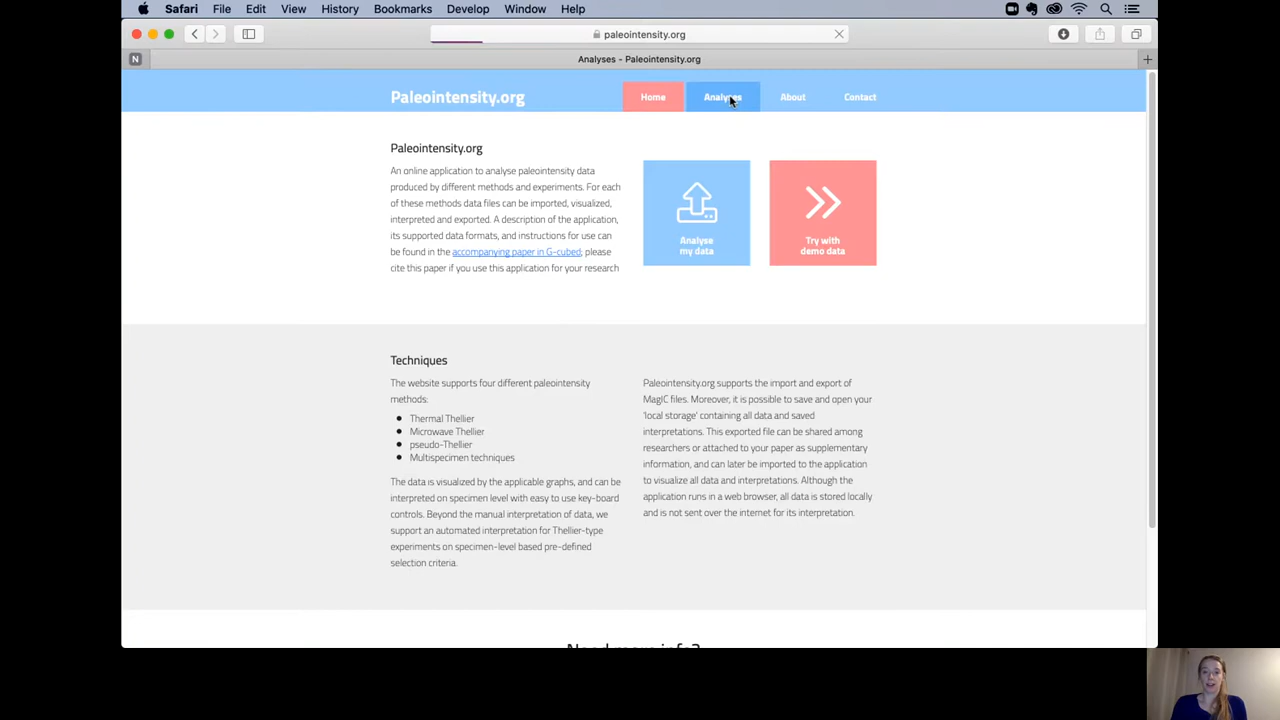 Safari File Edit View History Bookmarks Develop Window Help
paleointensity.org
Analyses - Paleointensity.org
Paleointensity.org Home Analyses About Contact
Paleointensity.org
An online application to analyse paleointensity data
produced by different methods and experiments. For each
of these methods data files can be imported, visualized,
interpreted and exported. A description of the application,
its supported data formats, and instructions for use can
be found in the accompanying paper in G-cubed, please
cite this paper if you use this application for your research
Analyse
my data
Try with
demo data
Techniques
The website supports four different paleointensity
methods:
Thermal Thellier
Microwave Thellier
pseudo-Thellier
Multispecimen techniques
The data is visualized by the applicable graphs, and can be
interpreted on specimen level with easy to use key-board
controls. Beyond the manual interpretation of data, we
support an automated interpretation for Thellier-type
experiments on specimen-level based pre-defined
selection criteria.
Paleointensity.org supports the import and export of
MagIC files. Moreover, it is possible to save and open your
'local storage' containing all data and saved
interpretations. This exported file can be shared among
researchers or attached to your paper as supplementary
information, and can later be imported to the application
to visualize all data and interpretations. Although the
application runs in a web browser, all data is stored locally
and is not sent over the internet for its interpretation.
Need more info?